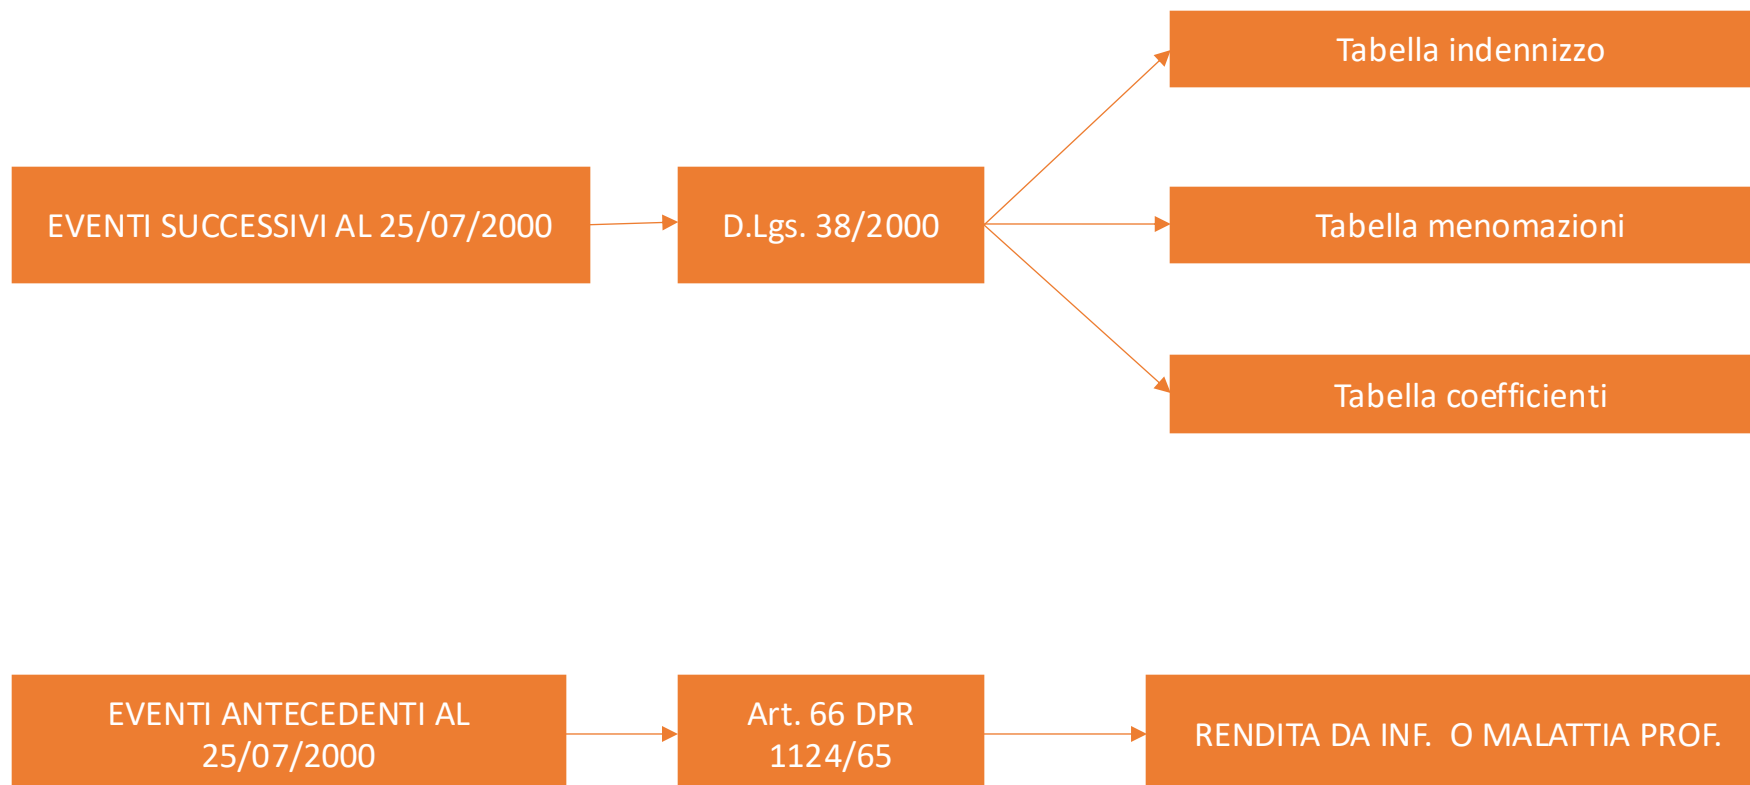 Tabella indennizzo
EVENTI SUCCESSIVI AL 25/07/2000
D.Lgs. 38/2000
Tabella menomazioni
Tabella coefficienti
EVENTI ANTECEDENTI AL
25/07/2000
Art. 66 DPR
1124/65
RENDITA DA INF. O MALATTIA PROF.